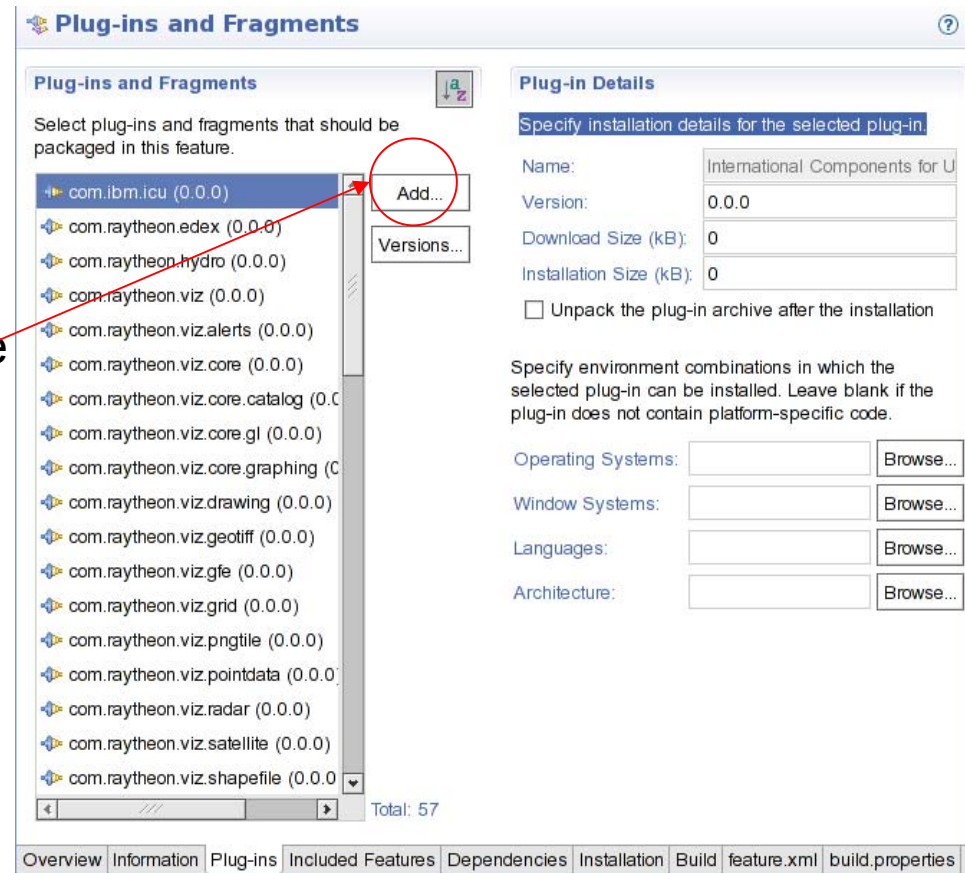 Plug-ins and Fragments
Plug-ins and Fragments
Select plug-ins and fragments that should be
packaged in this feature.
com.ibm.icu (0.0.0)
com.raytheon.edex (0.0.0)
com.raytheon.hydro (0.0.0)
com.raytheon.viz (0.0.0)
com.raytheon.viz.alerts (0.0.0)
com.raytheon.viz.core (0.0.0)
com.raytheon.viz.core.catalog (0.0
com.raytheon.viz.core.gl (0.0.0)
com.raytheon.viz.core.graphing (0
com.raytheon.viz.drawing (0.0.0)
com.raytheon.viz.geotiff (0.0.0)
com.raytheon.viz.gfe (0.0.0)
com.raytheon.viz.grid (0.0.0)
com.raytheon.viz.pngtile (0.0.0)
com.raytheon.viz.pointdata (0.0.0
com.raytheon.viz.radar (0.0.0)
com.raytheon.viz.satellite (0.0.0)
com.raytheon.viz.shapefile (0.0.0
Add...
Versions...
Total: 57
e
a
z
?
Plug-in Details
Specify installation details for the selected plug-in.
Name: International Components for U
Version: 0.0.0
Download Size (kB): 0
Installation Size (kB): 0
Unpack the plug-in archive after the installation
Specify environment combinations in which the
selected plug-in can be installed. Leave blank if the
plug-in does not contain platform-specific code.
Operating Systems: Browse...
Window Systems: Browse...
Languages: Browse...
Architecture: Browse...
Overview Information Plug-ins Included Features Dependencies Installation Build feature.xml build.properties